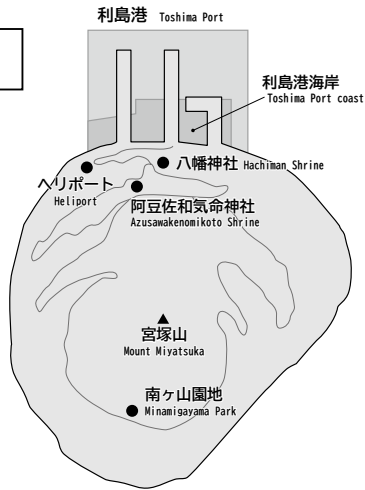 利島港 Toshima Port
利島港海岸
Toshima Port coast
八幡神社 Hachiman Shrine
ヘリポート
Heliport
阿豆佐和気命神社
Azusawakenomikoto Shrine
宮塚山
Mount Miyatsuka
南ヶ山園地
Minamigayama Park